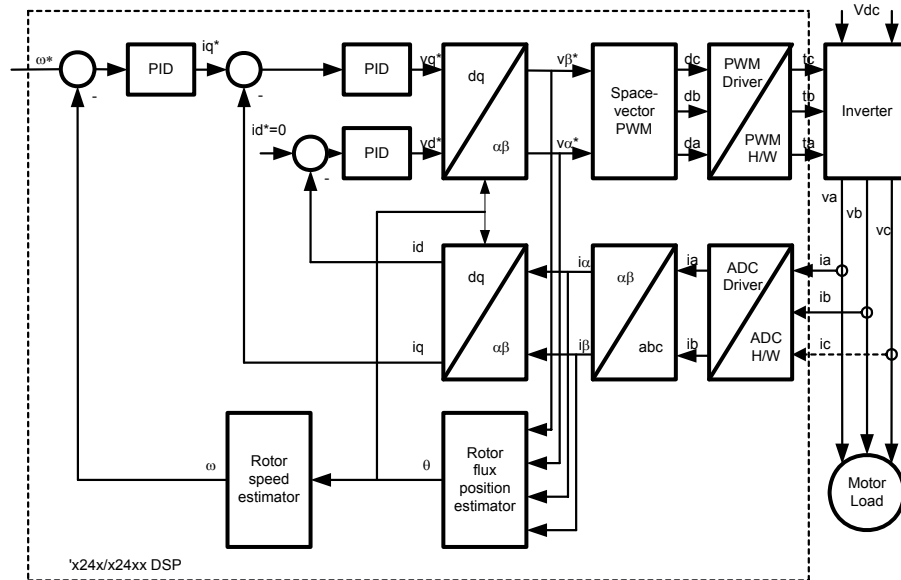 Vdc
ω*
PID
iq*
PID
vq*
dq
αβ
vβ*
vα*
Space-
vector
PWM
dc
db
da
PWM
Driver
PWM
H/W
tc
tb
ta
Inverter
-
-
id*=0
-
PID
vd*
va
vb
vc
id
iq
dq
αβ
iα
iβ
αβ
abc
ia
ib
ADC
Driver
ADC
H/W
ia
ib
ic
ω
Rotor
speed
estimator
θ
Rotor
flux
position
estimator
Motor
Load
'x24x/x24xx DSP